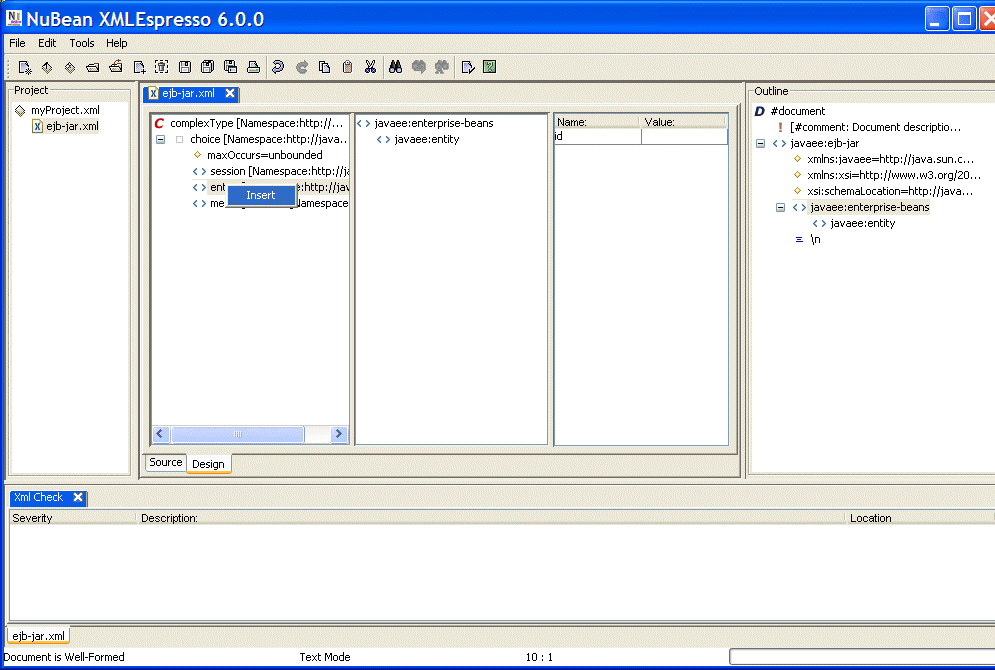 NuBean XMLEspresso 6.0.0
File Edit Tools Help
Project
myProject.xml
ejb-jar.xml
ejb-jar.xml
complexType [Namespace:http://...
choice [Namespace:http://java..
maxOccurs=unbounded
session [Namespace:http://ja
ent e:http://jav
Insert
me amespace
javaee:enterprise-beans
javaee:entity
Name: Value:
id
Source Design
Outline
#document
[#comment: Document descriptio...
javaee:ejb-jar
xmlns:javaee=http://java.sun.c...
xmlns:xsi=http://www.w3.org/20...
xsi:schemaLocation=http://java...
javaee:enterprise-beans
javaee:entity
\n
Xml Check
Severity Description: Location
ejb-jar.xml
Document is Well-Formed Text Mode 10 : 1